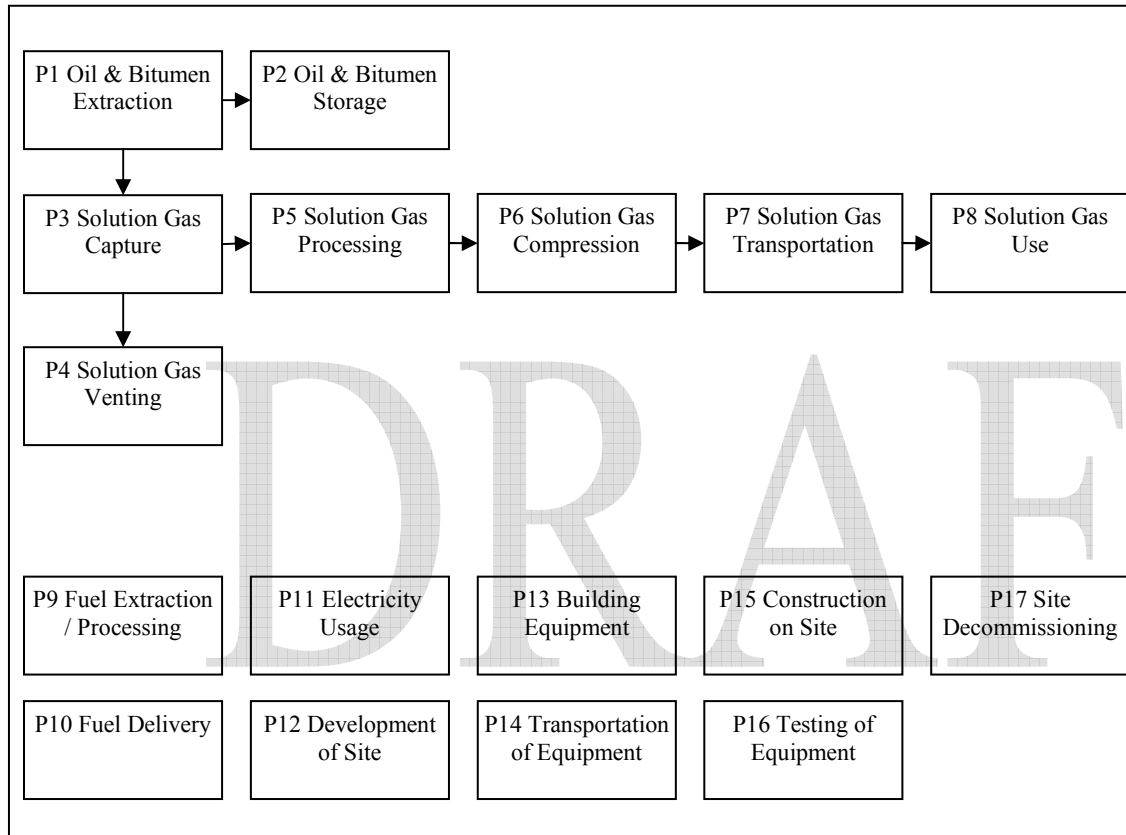 P1 Oil & Bitumen
Extraction
P2 Oil & Bitumen
Storage
P3 Solution Gas
Capture
P5 Solution Gas
Processing
P6 Solution Gas
Compression
P7 Solution Gas
Transportation
P8 Solution Gas
Use
P4 Solution Gas
Venting
DRAF
P9 Fuel Extraction
/ Processing
P11 Electricity
Usage
P13 Building
Equipment
P15 Construction
on Site
P17 Site
Decommissioning
P10 Fuel Delivery
P12 Development
of Site
P14 Transportation
of Equipment
P16 Testing of
Equipment